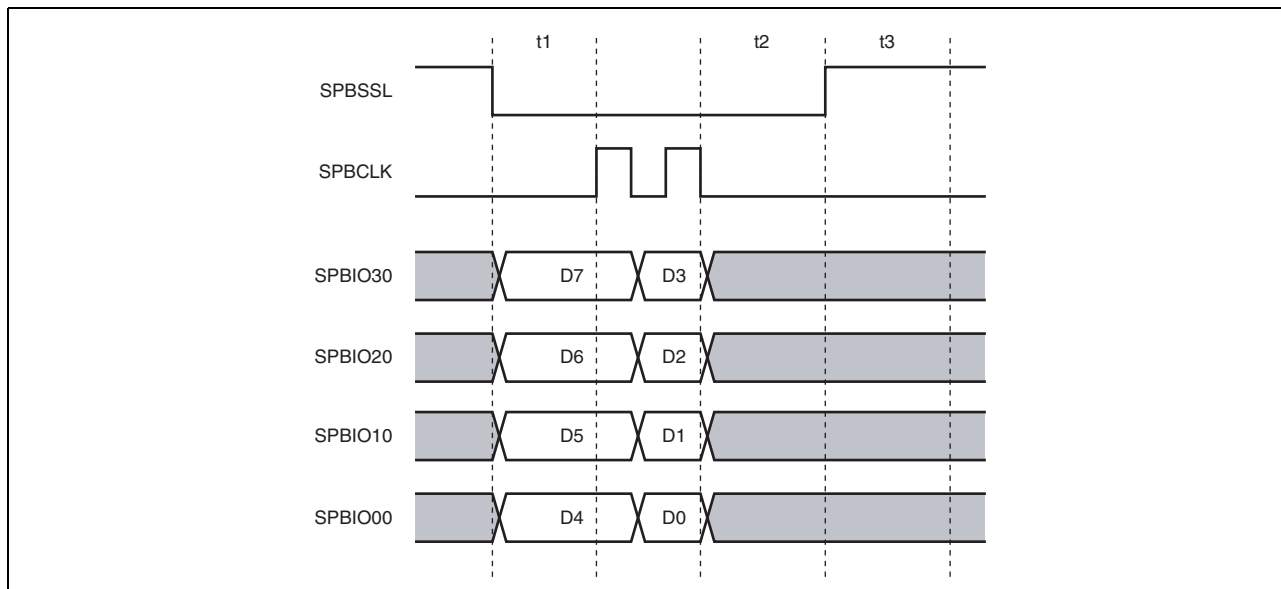 t1 t2 t3
SPBSSL
SPBCLK
SPBIO30 D7 D3
SPBIO20 D6 D2
SPBIO10 D5 D1
SPBIO00 D4 D0